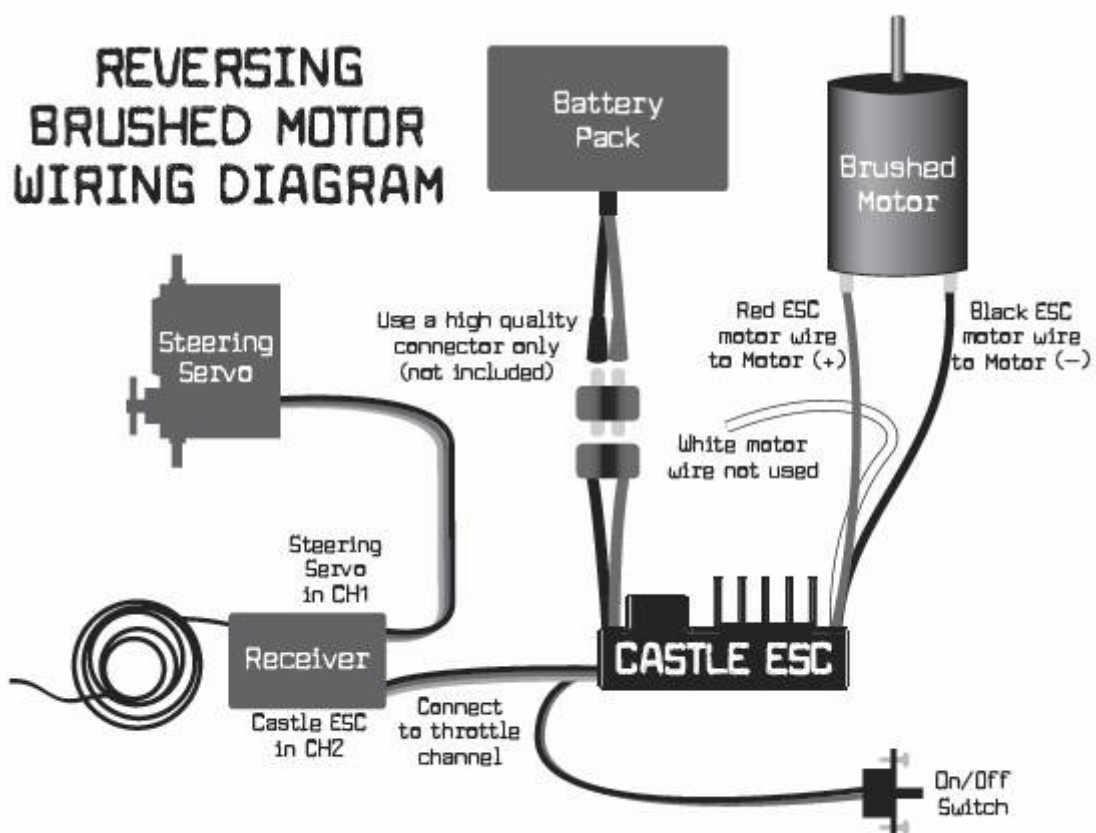 REVERSING
BRUSHED MOTOR
WIRING DIAGRAM
Battery
Pack
Brushed
Motor
Steering
Servo
Use a high quality
connector only
(not included)
Red ESC
motor wire
to Motor (+)
Black ESC
motor wire
to Motor (−)
White motor
wire not used
Steering
Servo
in CH1
Receiver
CASTLE ESC
Castle ESC
in CH2
Connect
to throttle
channel
On/Off
Switch